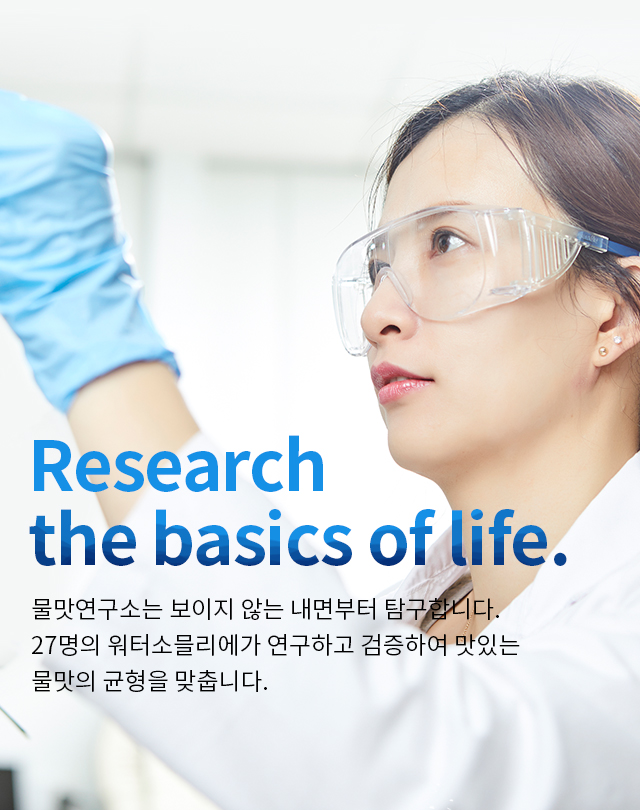 Research
the basics of life.
물맛연구소는 보이지 않는 내면부터 탐구합니다.
27명의 워터소믈리에가 연구하고 검증하여 맛있는
물맛의 균형을 맞춥니다.